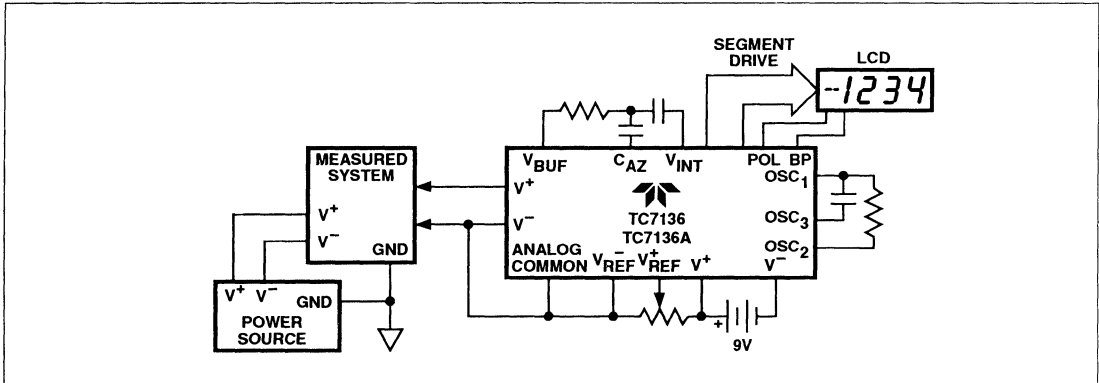 SEGMENT
DRIVE
LCD
-1234
MEASURED
SYSTEM
V+
V−
GND
V+ V− GND
POWER
SOURCE
VBUF CAZ VINT POL BP
V+
V−
TC7136
TC7136A
ANALOG
COMMON
V−REF V+REF V+ V−
OSC1
OSC3
OSC2
+
9V